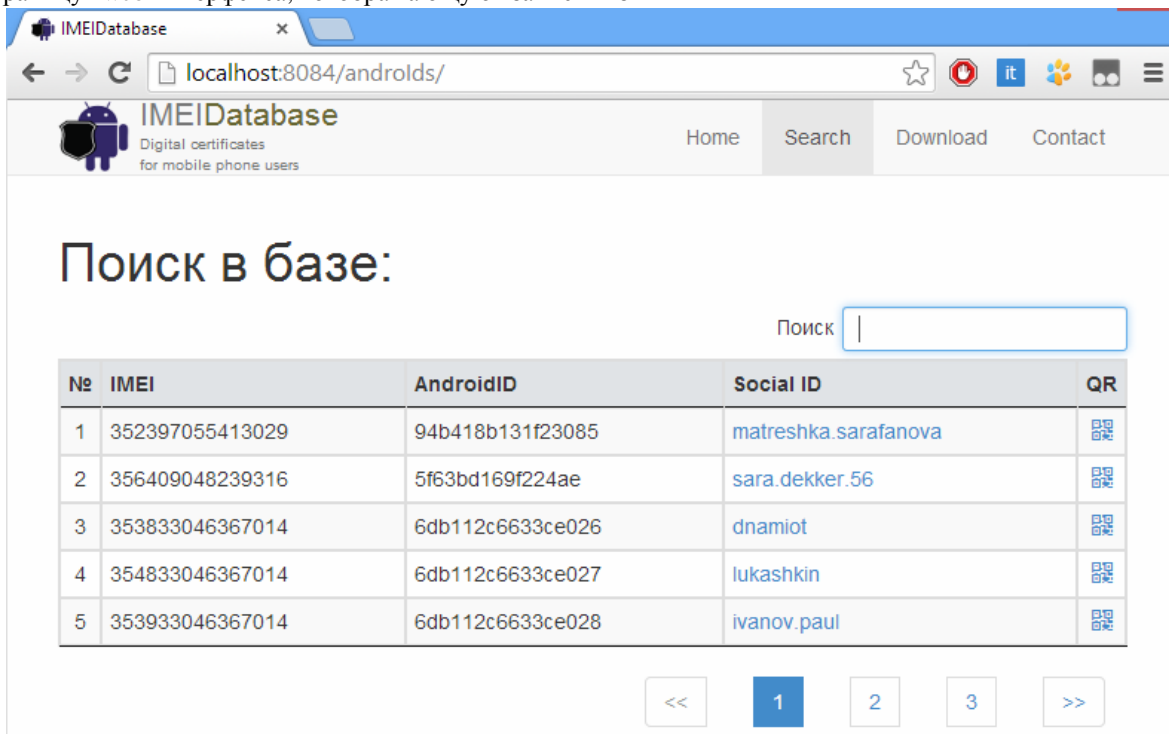 IMEIDatabase ×
localhost:8084/androIds/
it
IMEIDatabase
Digital certificates
for mobile phone users
Home Search Download Contact
Поиск в базе:
Поиск
№ IMEI AndroidID Social ID QR
1 352397055413029 94b418b131f23085 matreshka.sarafanova
2 356409048239316 5f63bd169f224ae sara.dekker.56
3 353833046367014 6db112c6633ce026 dnamiot
4 354833046367014 6db112c6633ce027 lukashkin
5 353933046367014 6db112c6633ce028 ivanov.paul
<< 1 2 3 >>